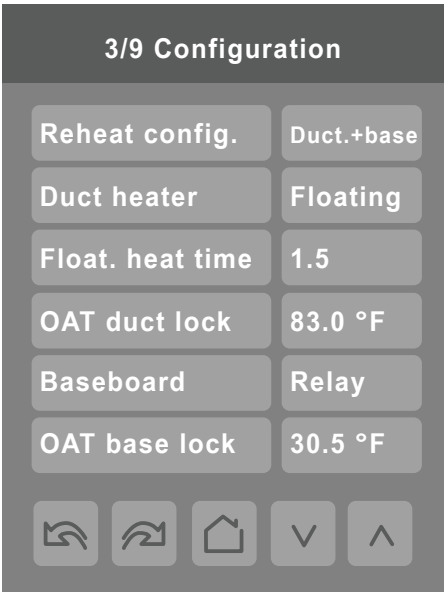 3/9 Configuration
Reheat config. Duct.+base
Duct heater Floating
Float. heat time 1.5
OAT duct lock 83.0 °F
Baseboard Relay
OAT base lock 30.5 °F